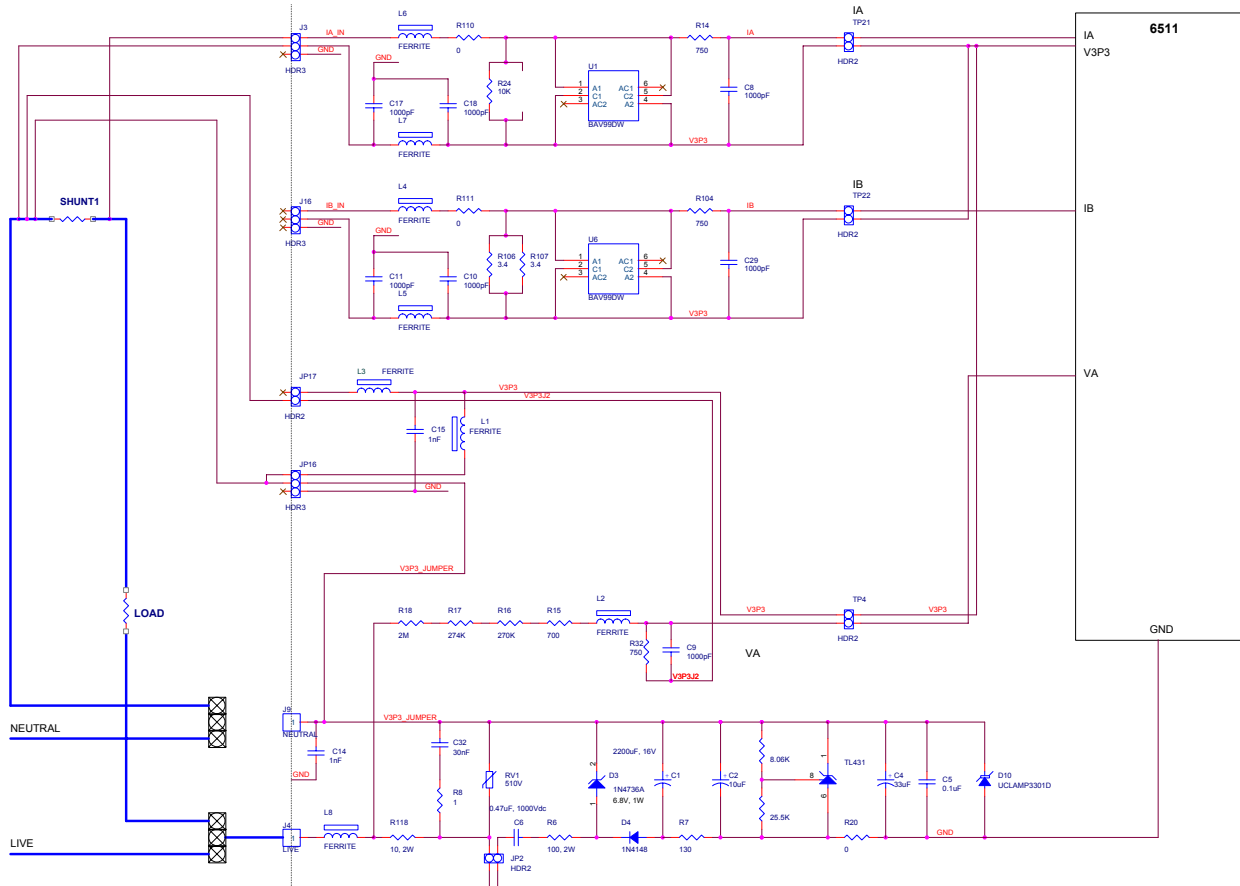 IA
TP21
HDR2
L6
FERRITE
R110
0
J3
IA_IN
GND
HDR3
GND
C17
1000pF
C18
1000pF
L7
FERRITE
R24
10K
U1
1
2
3
A1
C1
AC2
AC1
C2
A2
6
5
4
BAV99DW
R14
750
IA
C8
1000pF
V3P3
6511
IA
V3P3
IB
VA
GND
SHUNT1
IB
TP22
HDR2
L4
FERRITE
R111
0
J16
IB_IN
GND
HDR3
GND
C11
1000pF
C10
1000pF
L5
FERRITE
R106
3.4
R107
3.4
U6
1
2
3
A1
C1
AC2
AC1
C2
A2
6
5
4
BAV99DW
R104
750
IB
C29
1000pF
V3P3
JP17
HDR2
L3 FERRITE
V3P3
V3P3J2
C15
1nF
L1
FERRITE
JP16
HDR3
GND
V3P3_JUMPER
LOAD
R18
2M
R17
274K
R16
270K
R15
700
L2
FERRITE
R32
750
C9
1000pF
V3P3J2
VA
V3P3
TP4
HDR2
V3P3
NEUTRAL
J9
NEUTRAL
V3P3_JUMPER
C14
1nF
GND
C32
30nF
R8
1
RV1
510V
0.47uF, 1000Vdc
C6
JP2
HDR2
R6
100, 2W
2
D3
1N4736A
6.8V, 1W
1
2200uF, 16V
C1
D4
1N4148
C2
10uF
R7
130
8.06K
25.5K
1
8
6
TL431
C4
33uF
C5
0.1uF
D10
UCLAMP3301D
R20
0
GND
LIVE
J4
LIVE
L8
FERRITE
R118
10, 2W